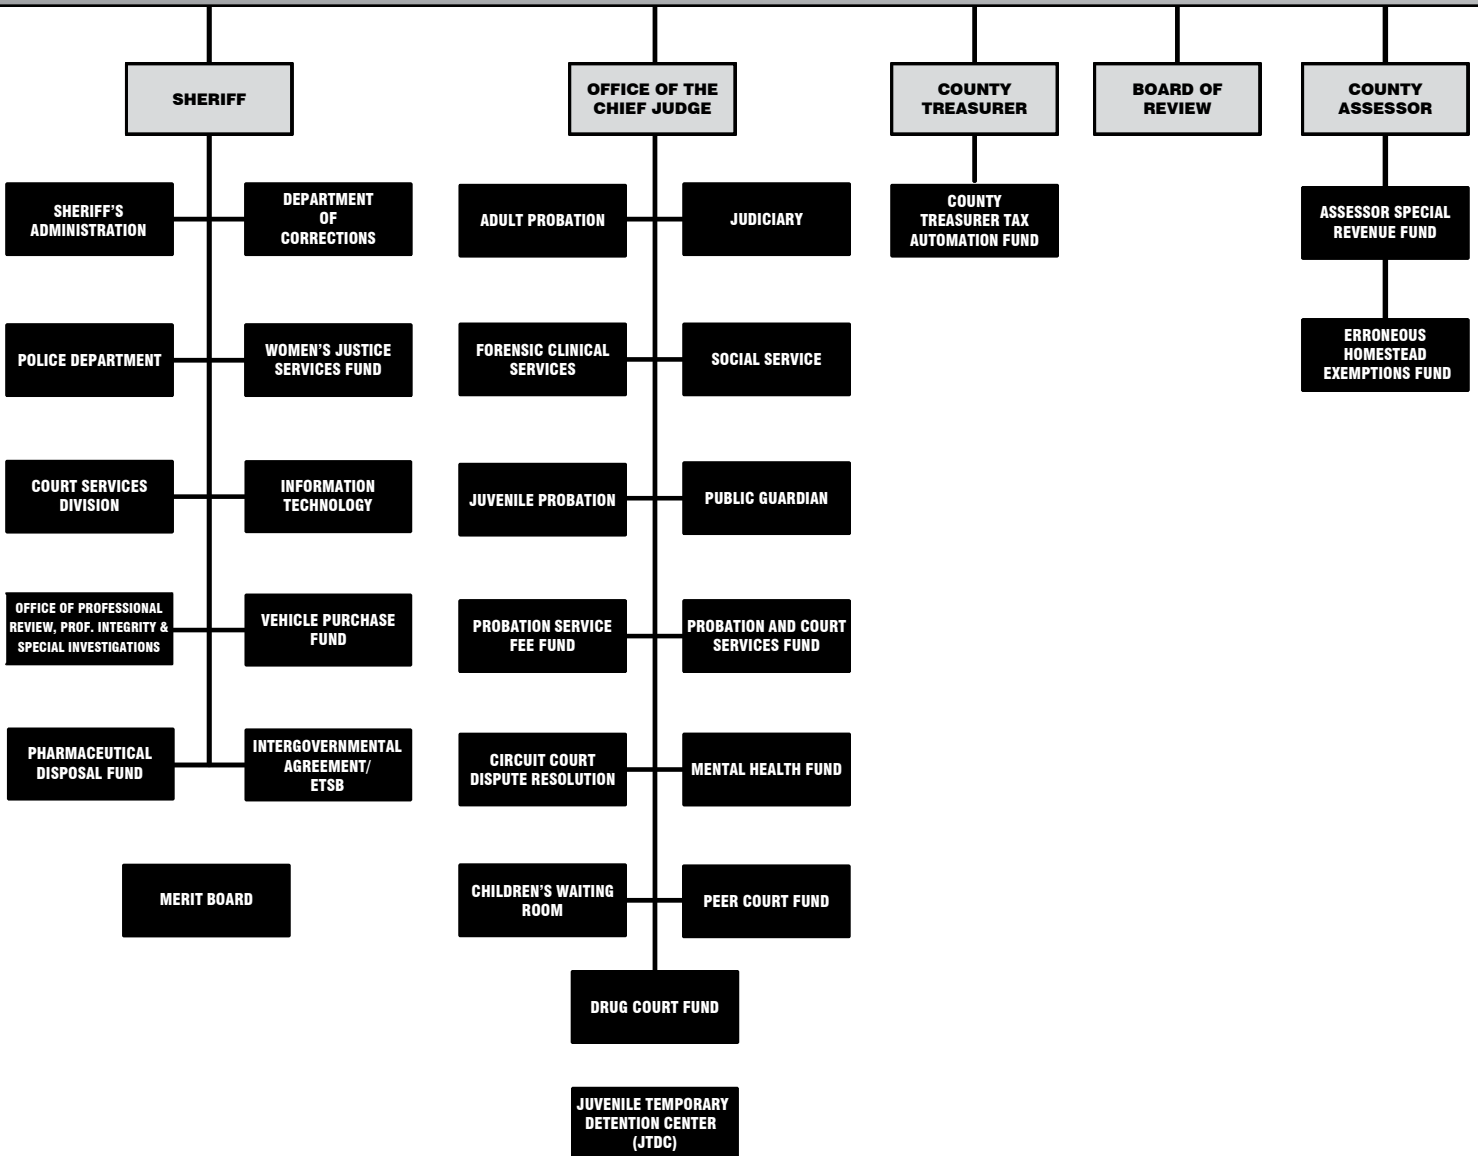 SHERIFF
OFFICE OF THE
CHIEF JUDGE
COUNTY
TREASURER
BOARD OF
REVIEW
COUNTY
ASSESSOR
SHERIFF'S
ADMINISTRATION
DEPARTMENT
OF
CORRECTIONS
ADULT PROBATION
JUDICIARY
COUNTY
TREASURER TAX
AUTOMATION FUND
ASSESSOR SPECIAL
REVENUE FUND
POLICE DEPARTMENT
WOMEN'S JUSTICE
SERVICES FUND
FORENSIC CLINICAL
SERVICES
SOCIAL SERVICE
ERRONEOUS
HOMESTEAD
EXEMPTIONS FUND
COURT SERVICES
DIVISION
INFORMATION
TECHNOLOGY
JUVENILE PROBATION
PUBLIC GUARDIAN
OFFICE OF PROFESSIONAL
REVIEW, PROF. INTEGRITY &
SPECIAL INVESTIGATIONS
VEHICLE PURCHASE
FUND
PROBATION SERVICE
FEE FUND
PROBATION AND COURT
SERVICES FUND
PHARMACEUTICAL
DISPOSAL FUND
INTERGOVERNMENTAL
AGREEMENT/
ETSB
CIRCUIT COURT
DISPUTE RESOLUTION
MENTAL HEALTH FUND
MERIT BOARD
CHILDREN'S WAITING
ROOM
PEER COURT FUND
DRUG COURT FUND
JUVENILE TEMPORARY
DETENTION CENTER
(JTDC)